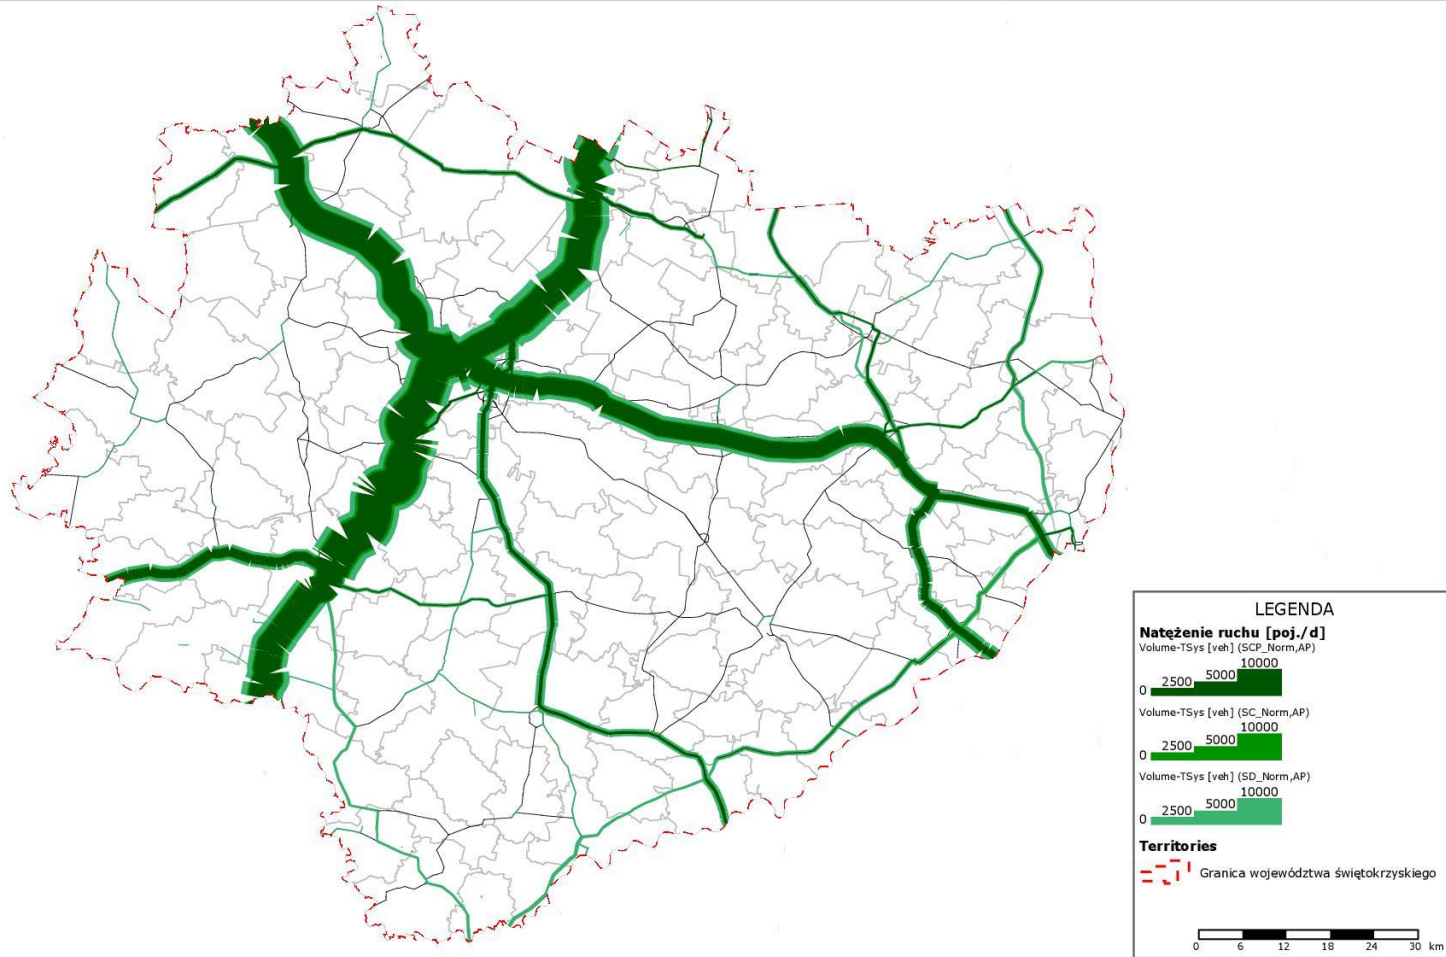 LEGENDA
Natężenie ruchu [poj./d]
Volume-TSys [veh] (SCP_Norm,AP)
0 2500 5000 10000
Volume-TSys [veh] (SC_Norm,AP)
0 2500 5000 10000
Volume-TSys [veh] (SD_Norm,AP)
0 2500 5000 10000
Territories
Granica województwa świętokrzyskiego
0 6 12 18 24 30 km